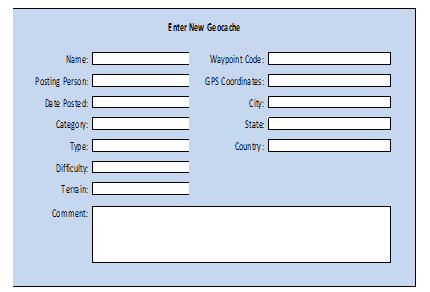 Enter New Geocache
Name: Waypoint Code:
Posting Person: GPS Coordinates:
Date Posted: City:
Category: State:
Type: Country:
Difficulty:
Terrain:
Comment: